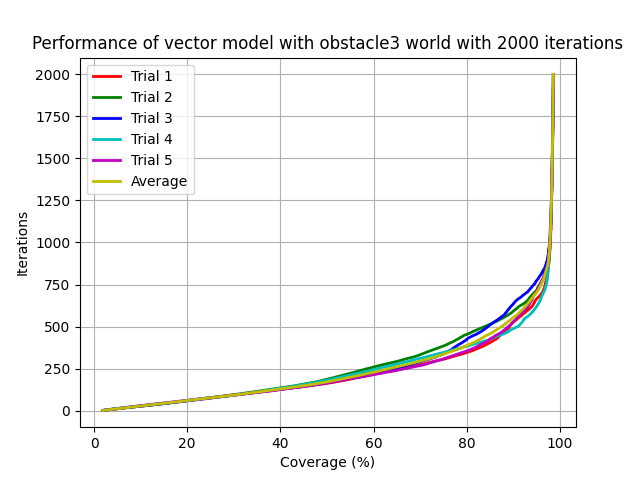 Performance of vector model with obstacle3 world with 2000 iterations
2000
1750
1500
1250
1000
750
500
250
0
Iterations
Trial 1
Trial 2
Trial 3
Trial 4
Trial 5
Average
0 20 40 60 80 100
Coverage (%)